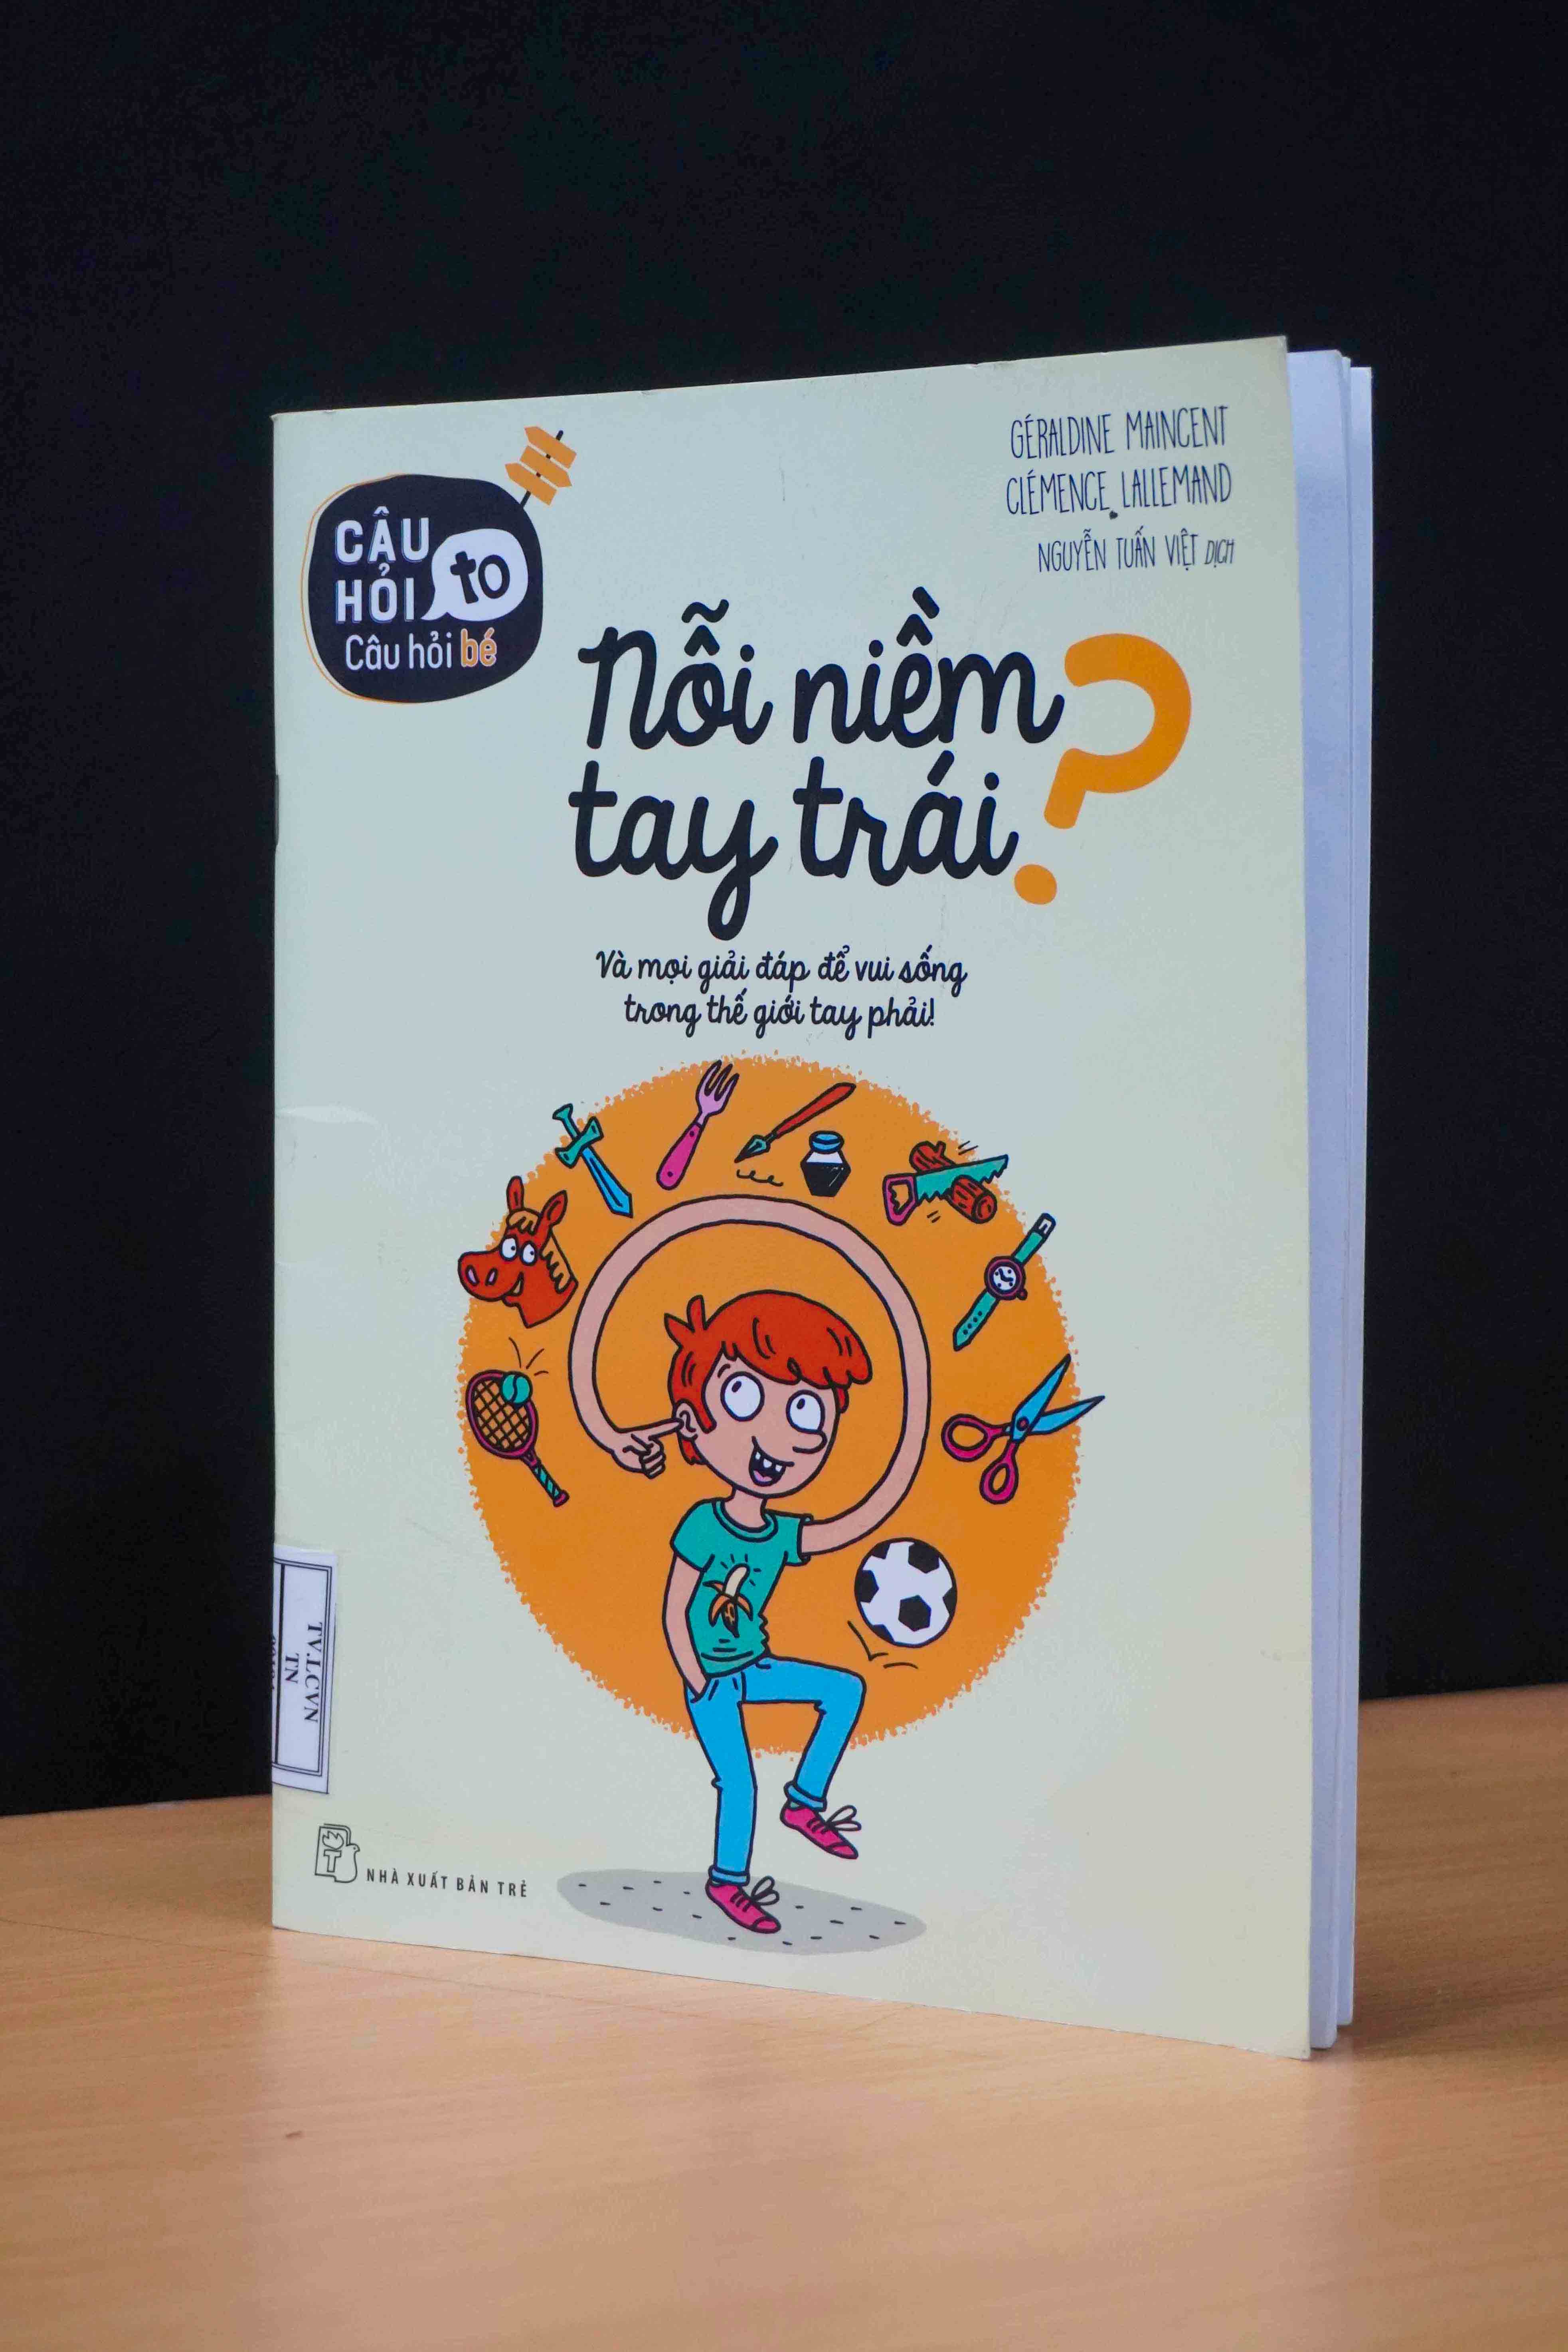 GÉRALDINE MAINCENT
CLÉMENCE LALLEMAND
NGUYỄN TUẤN VIỆT DỊCH
CÂU
HỎI to
Câu hỏi bé
Nỗi niềm
tay trái?
Và mọi giải đáp để vui sống
trong thế giới tay phải!
TV.LCVN
TN
NHÀ XUẤT BẢN TRẺ